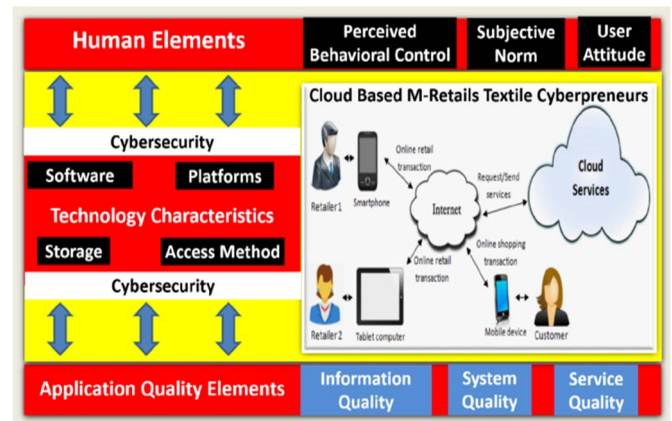 Human Elements
Perceived
Behavioral Control
Subjective
Norm
User
Attitude
Cybersecurity
Software
Platforms
Technology Characteristics
Storage
Access Method
Cybersecurity
Cloud Based M-Retails Textile Cyberpreneurs
Online retail
transaction
Retailer1
Smartphone
Request/Send
services
Cloud
Services
Internet
Online retail
transaction
Online shopping
transaction
Retailer2
Tablet computer
Mobile device
Customer
Application Quality Elements
Information
Quality
System
Quality
Service
Quality